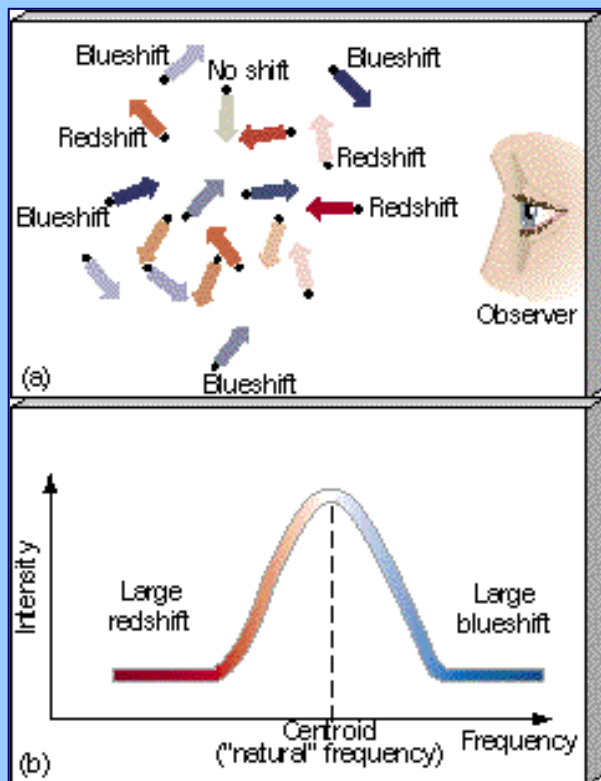 Blueshift
No shift
Blueshift
Redshift
Redshift
Blueshift
Redshift
Observer
Blueshift
(a)
Intensity
Large
redshift
Large
blueshift
Centroid
("natural" frequency)
Frequency
(b)